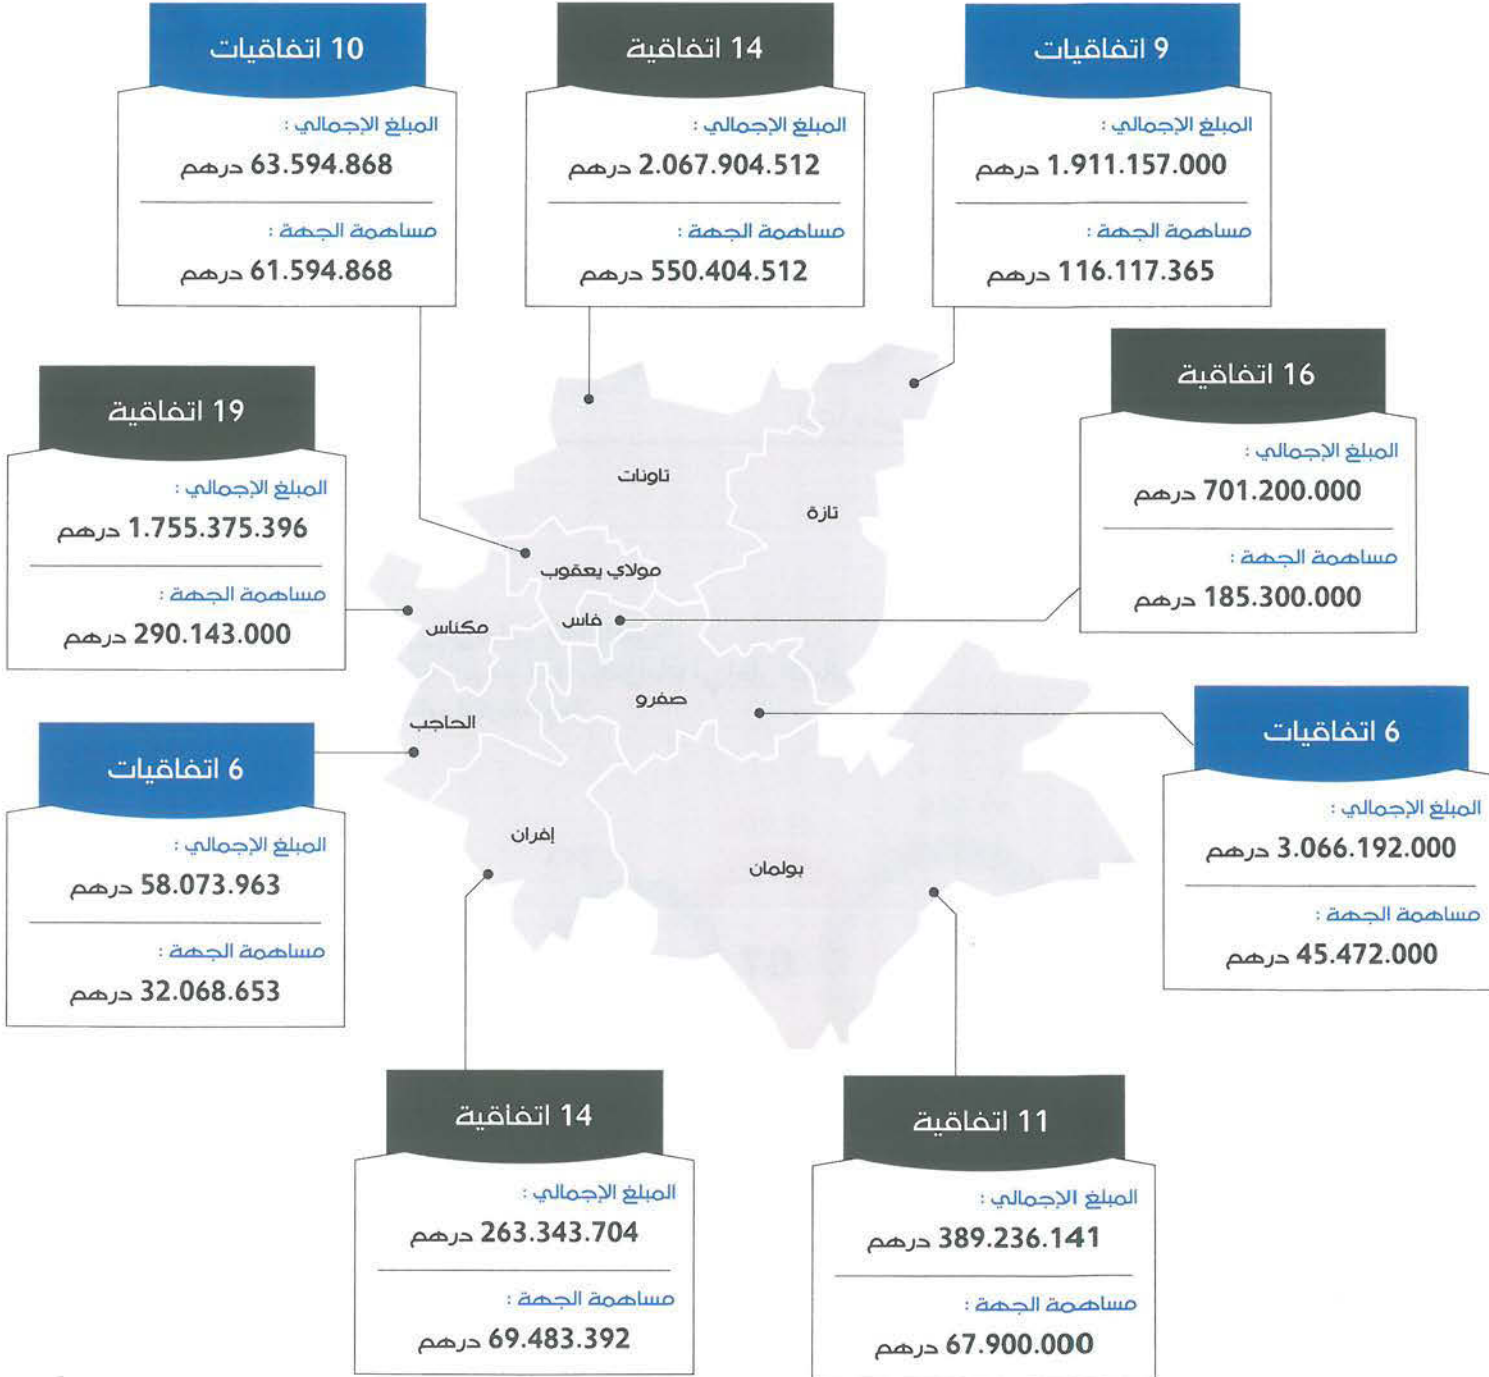 10 اتفاقيات
المبلغ الإجمالي :
63.594.868 درهم
مساهمة الجهة :
61.594.868 درهم
14 اتفاقية
المبلغ الإجمالي :
2.067.904.512 درهم
مساهمة الجهة :
550.404.512 درهم
9 اتفاقيات
المبلغ الإجمالي :
1.911.157.000 درهم
مساهمة الجهة :
116.117.365 درهم
16 اتفاقية
المبلغ الإجمالي :
701.200.000 درهم
مساهمة الجهة :
185.300.000 درهم
19 اتفاقية
المبلغ الإجمالي :
1.755.375.396 درهم
مساهمة الجهة :
290.143.000 درهم
تاونات
تازة
مولاي يعقوب
فاس
مكناس
صفرو
الحاجب
إفران
بولمان
6 اتفاقيات
المبلغ الإجمالي :
3.066.192.000 درهم
مساهمة الجهة :
45.472.000 درهم
6 اتفاقيات
المبلغ الإجمالي :
58.073.963 درهم
مساهمة الجهة :
32.068.653 درهم
14 اتفاقية
المبلغ الإجمالي :
263.343.704 درهم
مساهمة الجهة :
69.483.392 درهم
11 اتفاقية
المبلغ الإجمالي :
389.236.141 درهم
مساهمة الجهة :
67.900.000 درهم